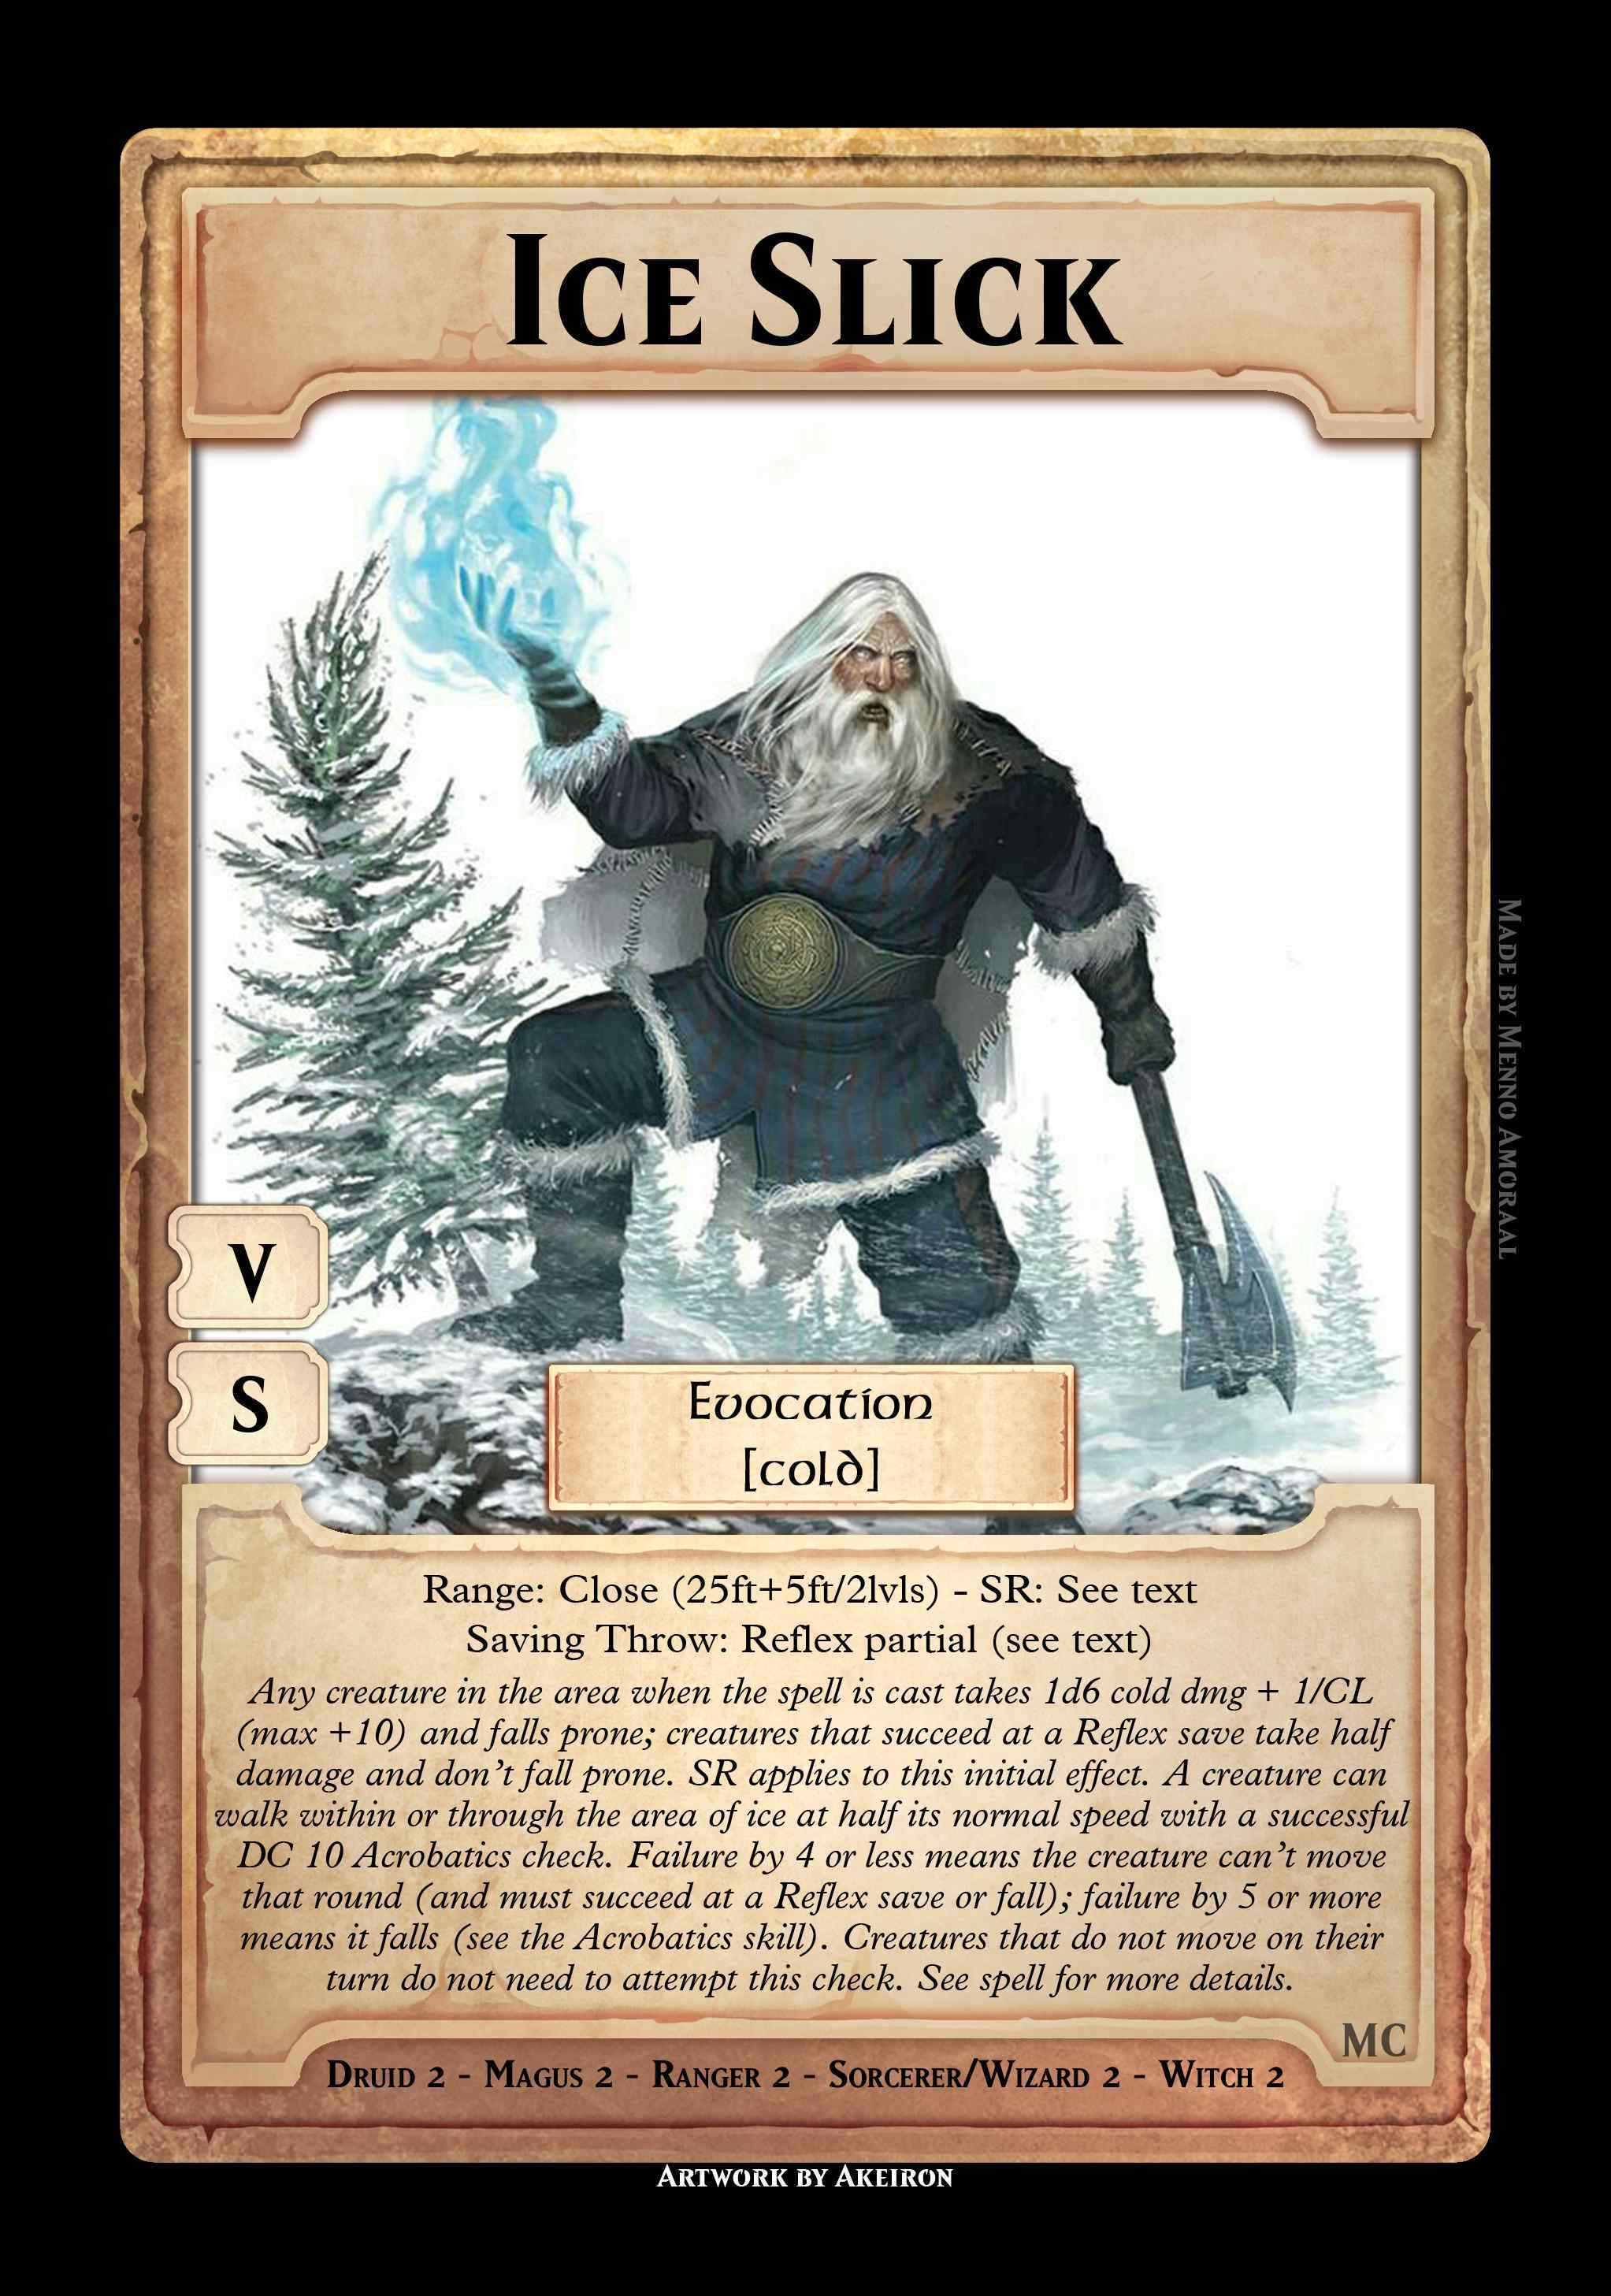 Ice Slick
V
S
Evocation
[cold]
Range: Close (25ft+5ft/2lvls) - SR: See text
Saving Throw: Reflex partial (see text)
Any creature in the area when the spell is cast takes 1d6 cold dmg + 1/CL
(max +10) and falls prone; creatures that succeed at a Reflex save take half
damage and don't fall prone. SR applies to this initial effect. A creature can
walk within or through the area of ice at half its normal speed with a successful
DC 10 Acrobatics check. Failure by 4 or less means the creature can't move
that round (and must succeed at a Reflex save or fall); failure by 5 or more
means it falls (see the Acrobatics skill). Creatures that do not move on their
turn do not need to attempt this check. See spell for more details.
MC
Druid 2 - Magus 2 - Ranger 2 - Sorcerer/Wizard 2 - Witch 2
Artwork by Akeiron
Made by Menno Amoraal